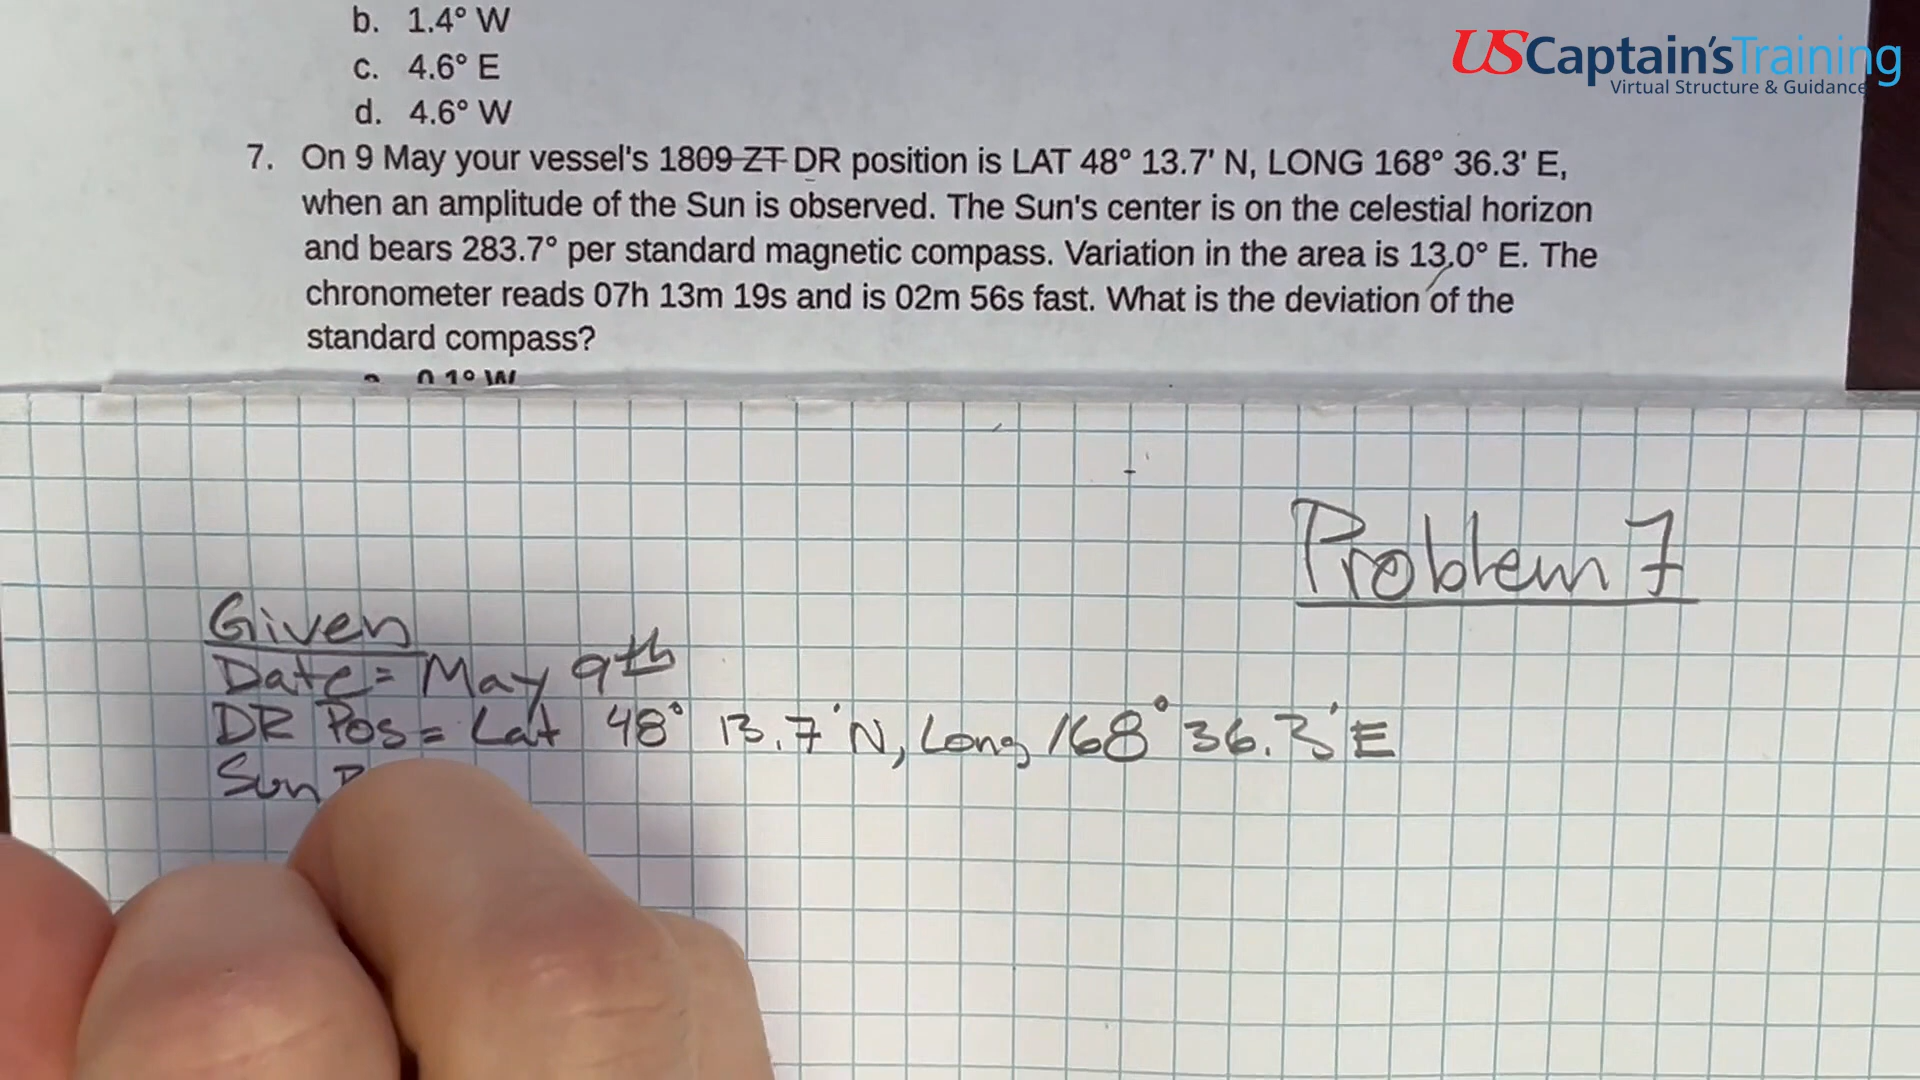 b. 1.4° W
c. 4.6° E
d. 4.6° W
USCaptain'sTraining
Virtual Structure & Guidance
7. On 9 May your vessel's 1809 ZT DR position is LAT 48° 13.7' N, LONG 168° 36.3' E,
when an amplitude of the Sun is observed. The Sun's center is on the celestial horizon
and bears 283.7° per standard magnetic compass. Variation in the area is 13.0° E. The
chronometer reads 07h 13m 19s and is 02m 56s fast. What is the deviation of the
standard compass?
Problem 7
Given
Date = May 9th
DR Pos = Lat 48° 13.7' N, Long 168° 36.3' E
Sun